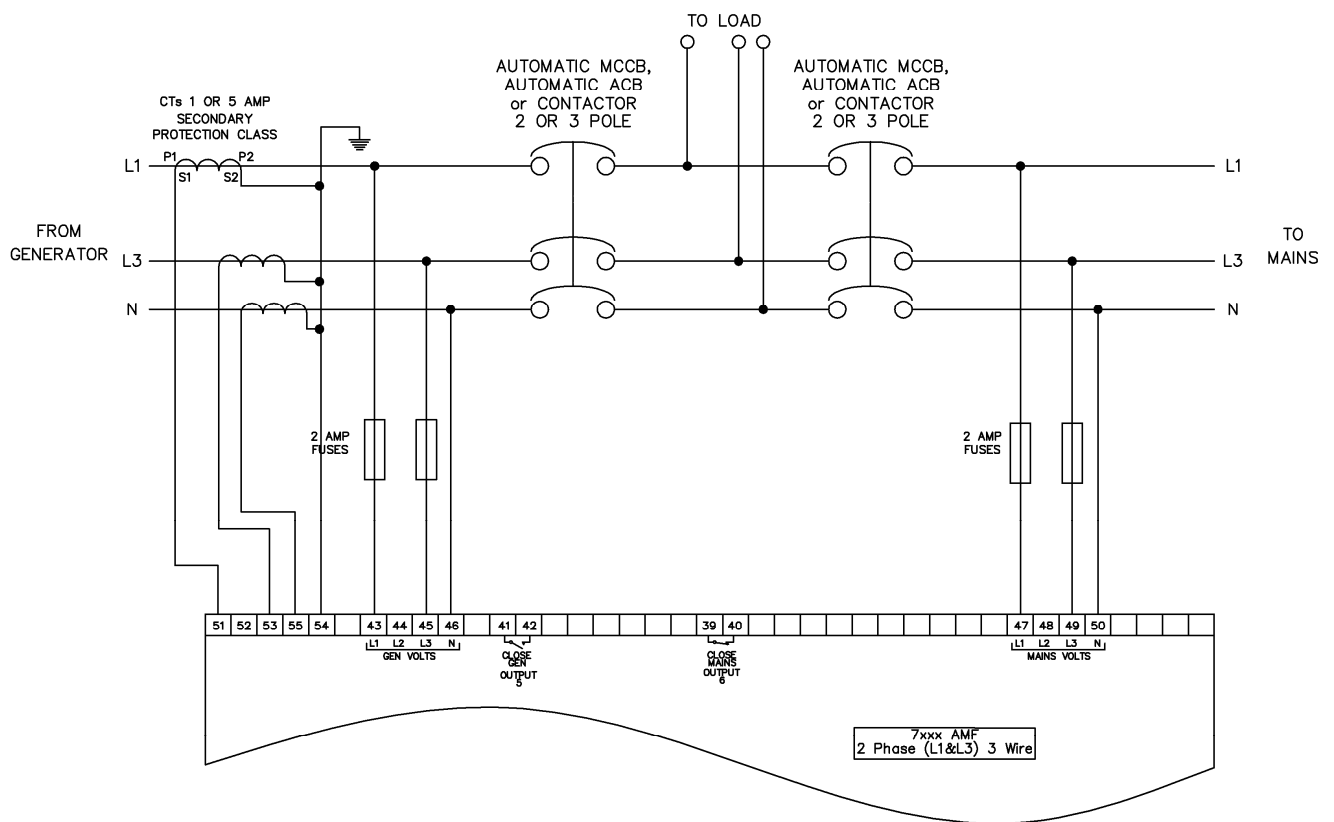 TO LOAD
AUTOMATIC MCCB,
AUTOMATIC ACB
or CONTACTOR
2 OR 3 POLE
AUTOMATIC MCCB,
AUTOMATIC ACB
or CONTACTOR
2 OR 3 POLE
CTs 1 OR 5 AMP
SECONDARY
PROTECTION CLASS
L1
P1
P2
S1
S2
L1
FROM
GENERATOR
L3
L3
TO
MAINS
N
N
2 AMP
FUSES
2 AMP
FUSES
51 52 53 55 54 43 44 45 46 41 42 39 40 47 48 49 50
L1 L2 L3 N
GEN VOLTS
CLOSE
GEN
OUTPUT
5
CLOSE
MAINS
OUTPUT
6
L1 L2 L3 N
MAINS VOLTS
7xxx AMF
2 Phase (L1&L3) 3 Wire